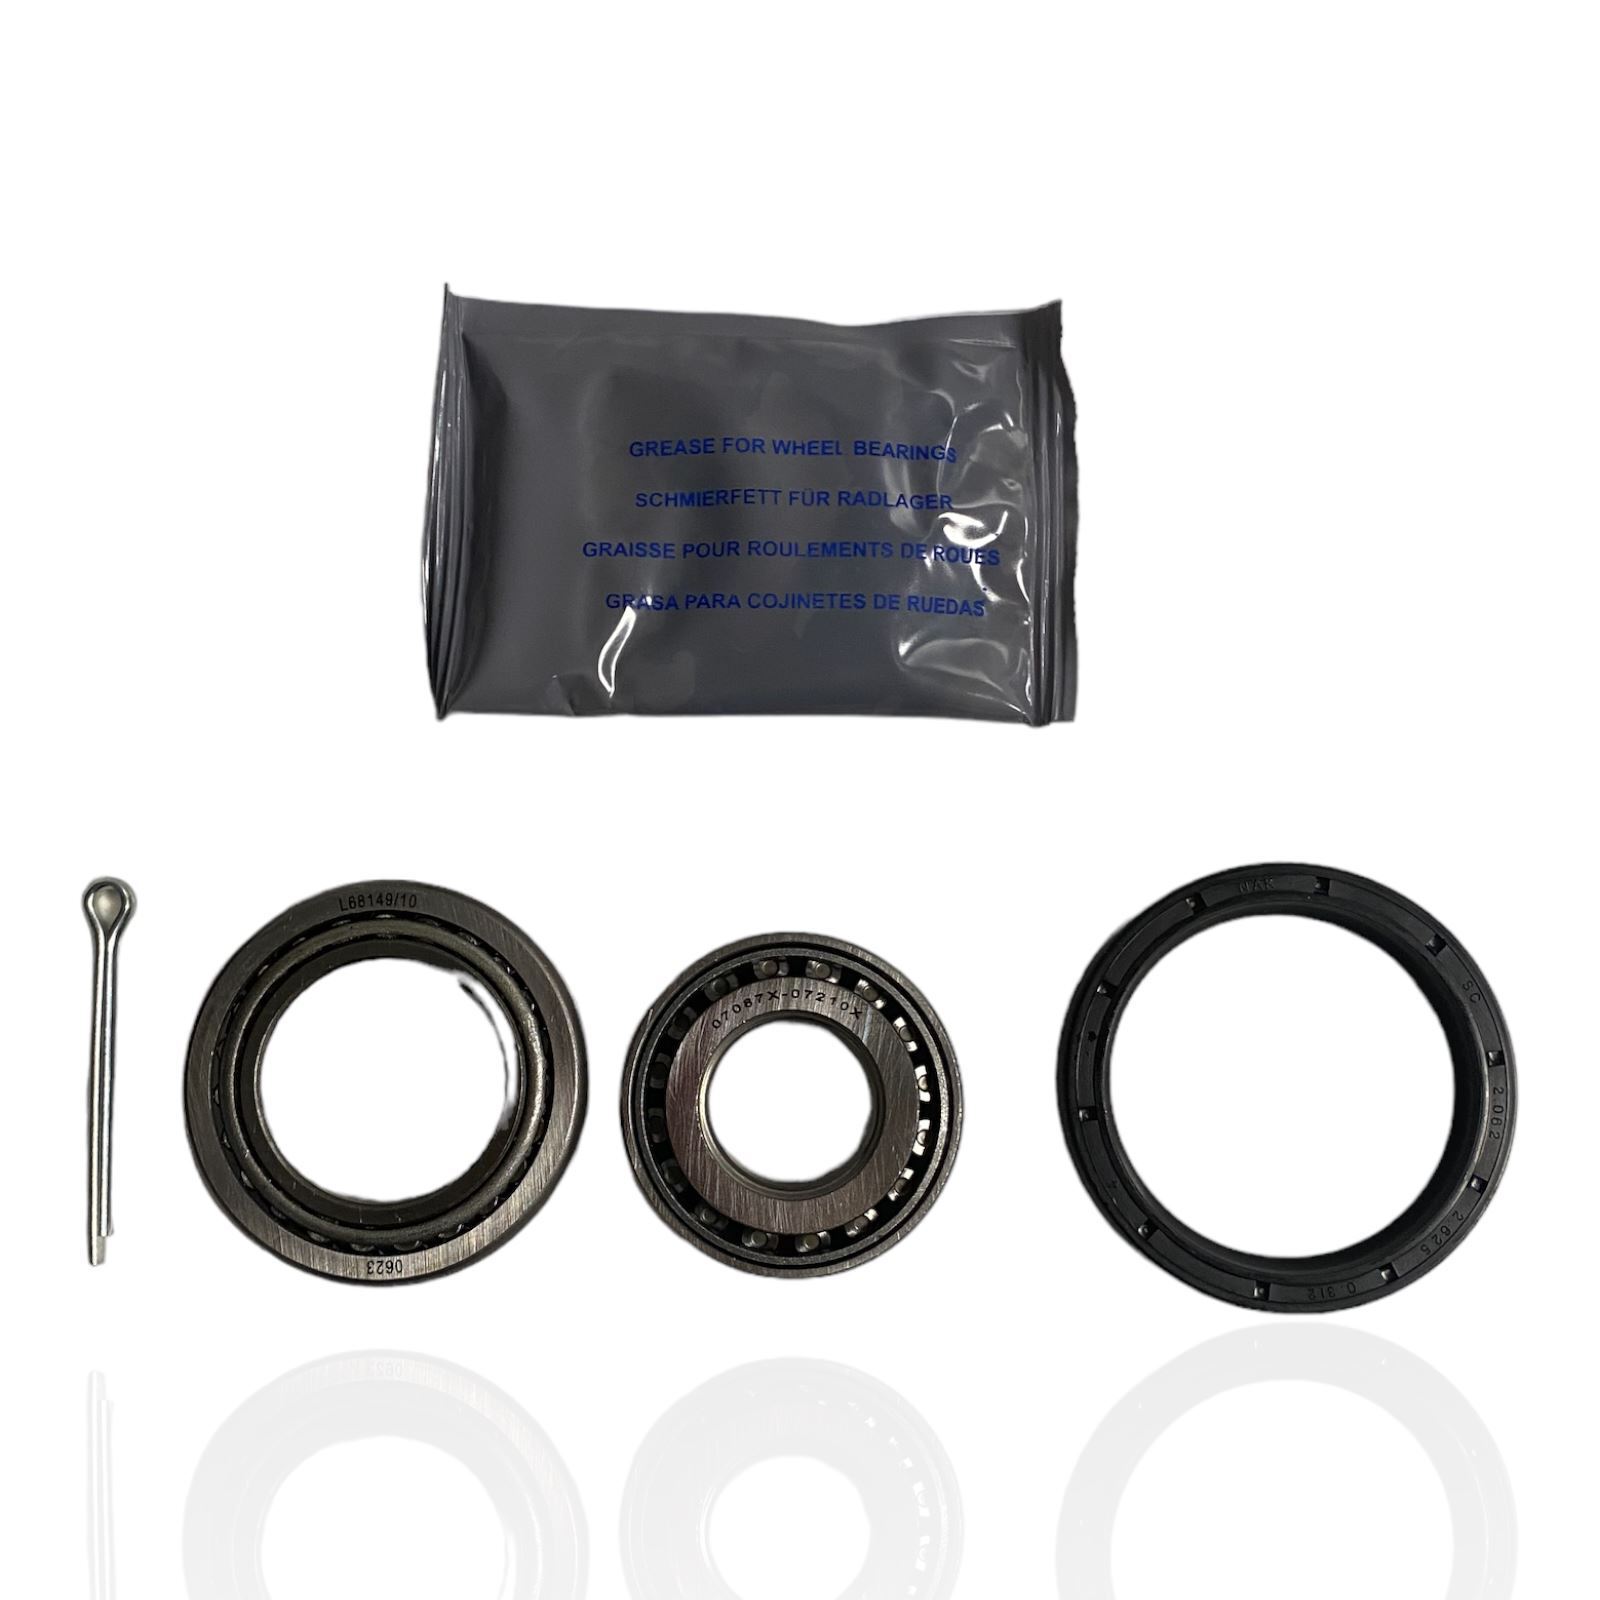 GREASE FOR WHEEL BEARINGS
SCHMIERFETT FÜR RADLAGER
GRAISSE POUR ROULEMENTS DE ROUES
GRASA PARA COJINETES DE RUEDAS
L68149/10
0623
07087X-07210X
NAK
SC
2.062
2.625
0.312
4